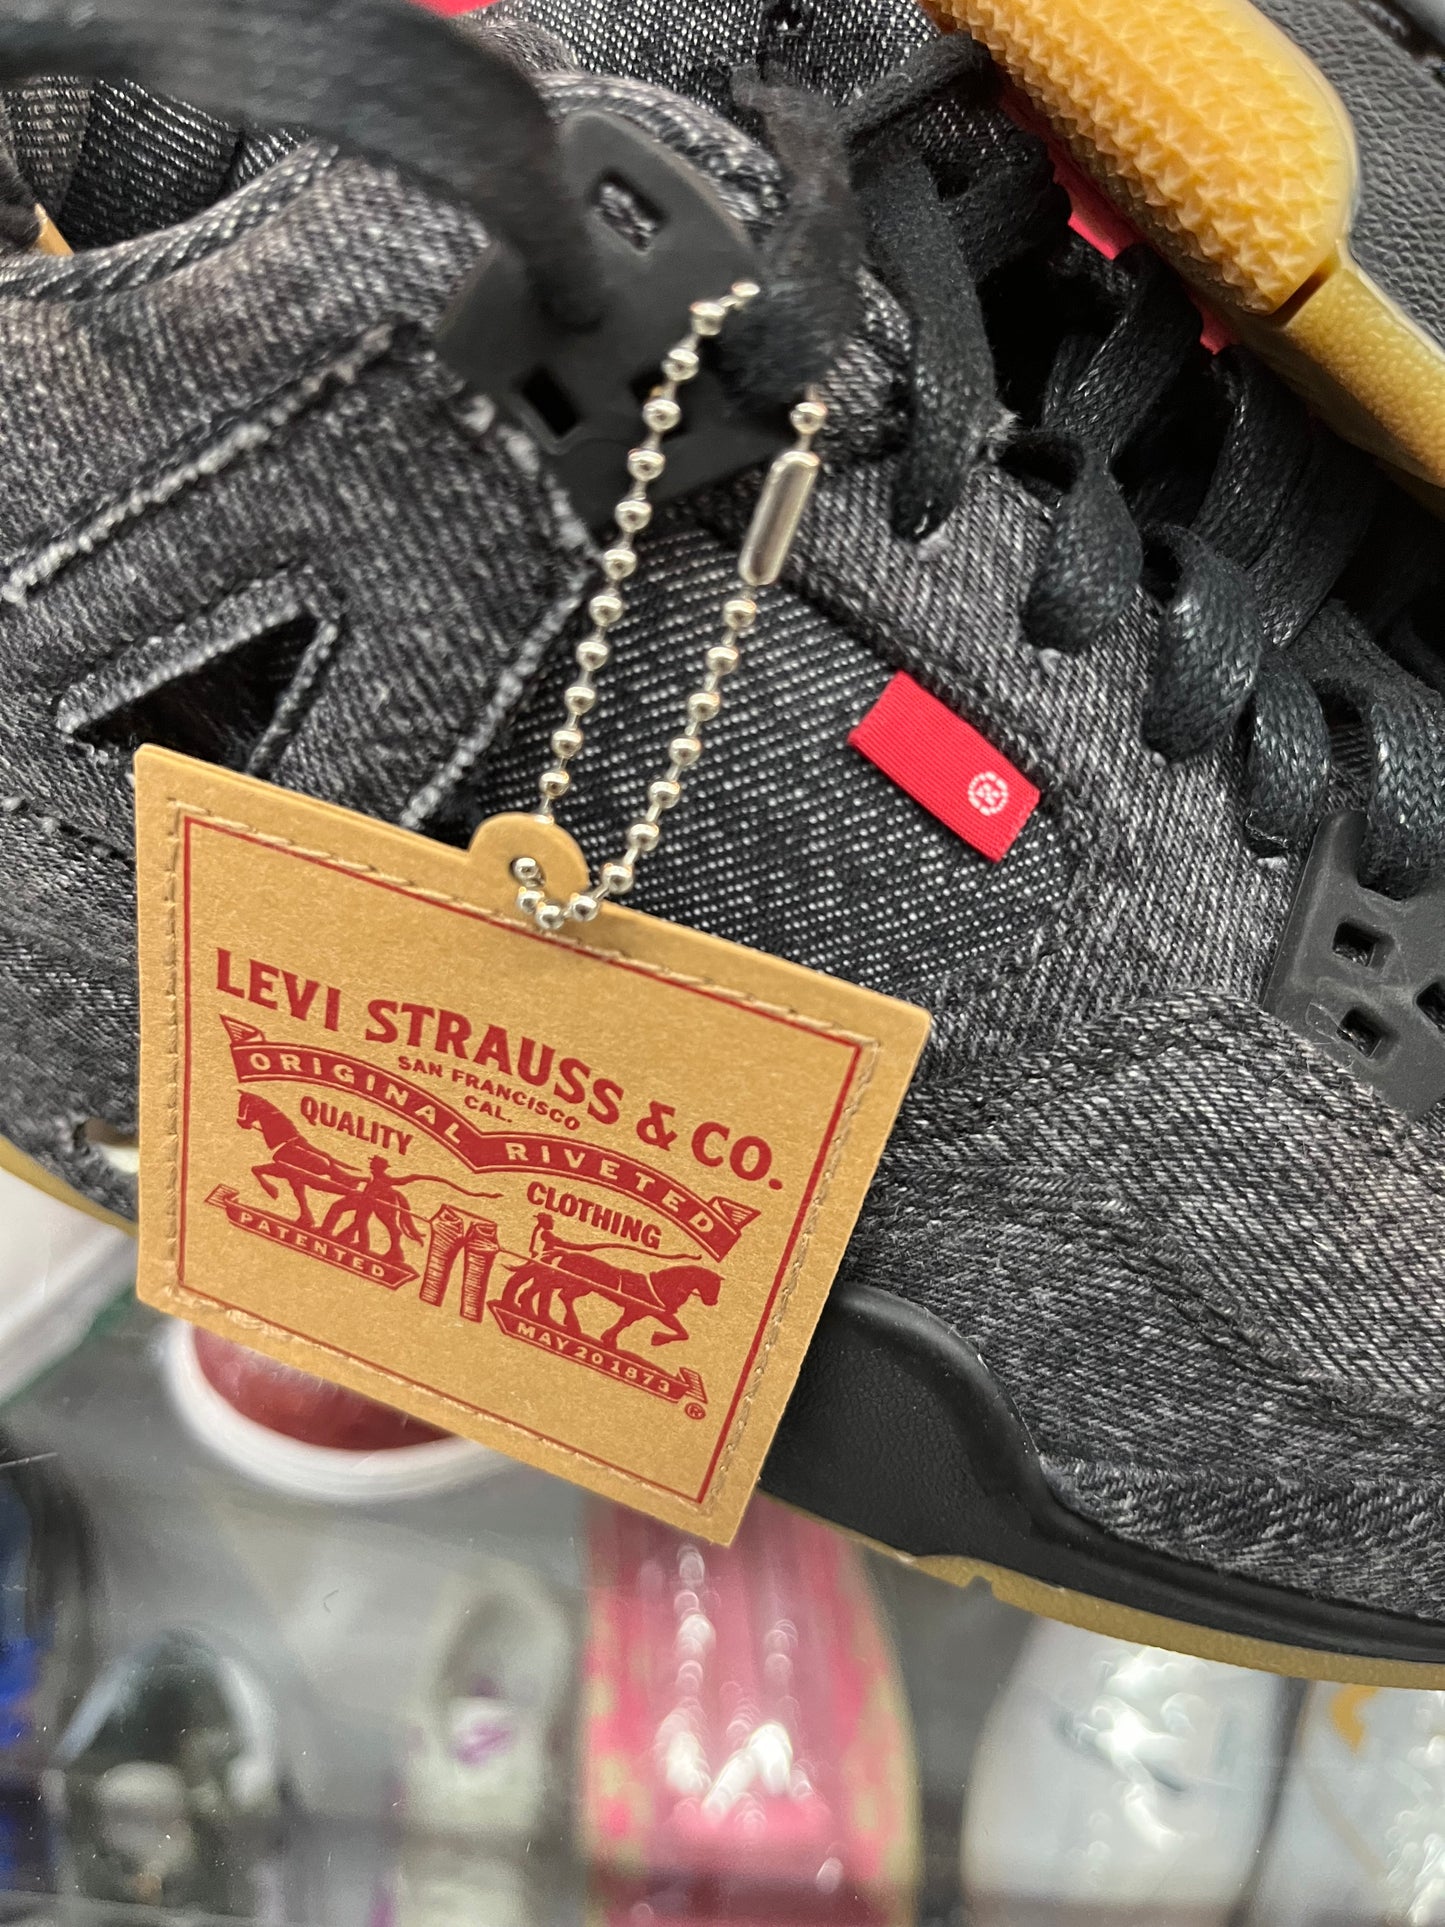 LEVI STRAUSS & CO.
SAN FRANCISCO
CAL.
ORIGINAL RIVETED
QUALITY CLOTHING
PATENTED
MAY 20 1873
®